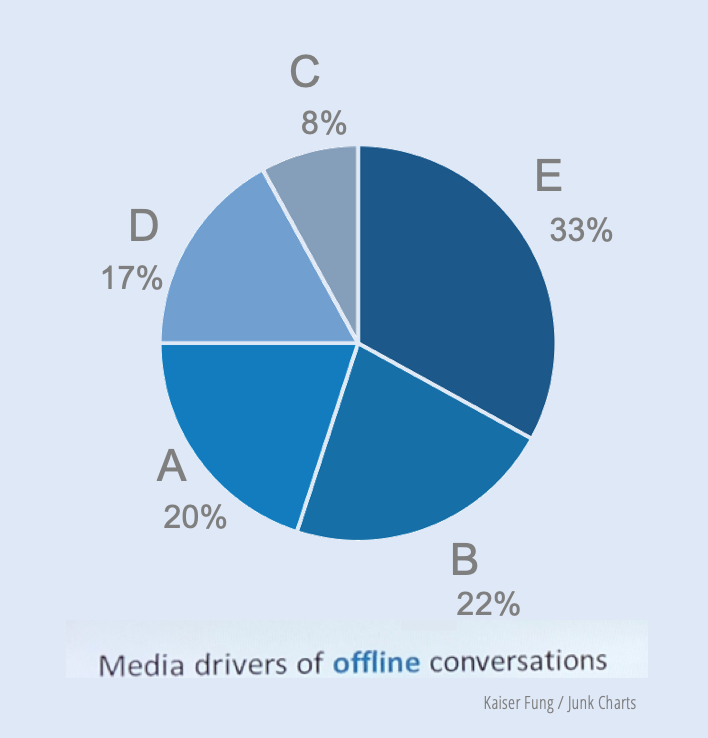 C
8%
E
33%
D
17%
A
20%
B
22%
Media drivers of offline conversations
Kaiser Fung / Junk Charts